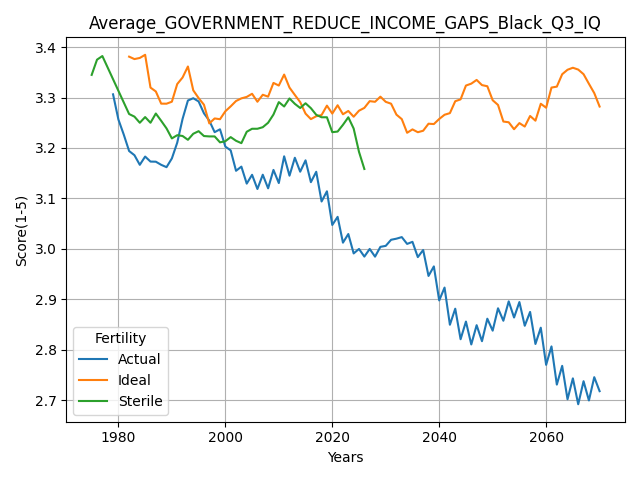 Average_GOVERNMENT_REDUCE_INCOME_GAPS_Black_Q3_IQ
3.4
3.3
3.2
3.1
3.0
2.9
2.8
2.7
Score(1-5)
Fertility
Actual
Ideal
Sterile
1980
2000
2020
2040
2060
Years